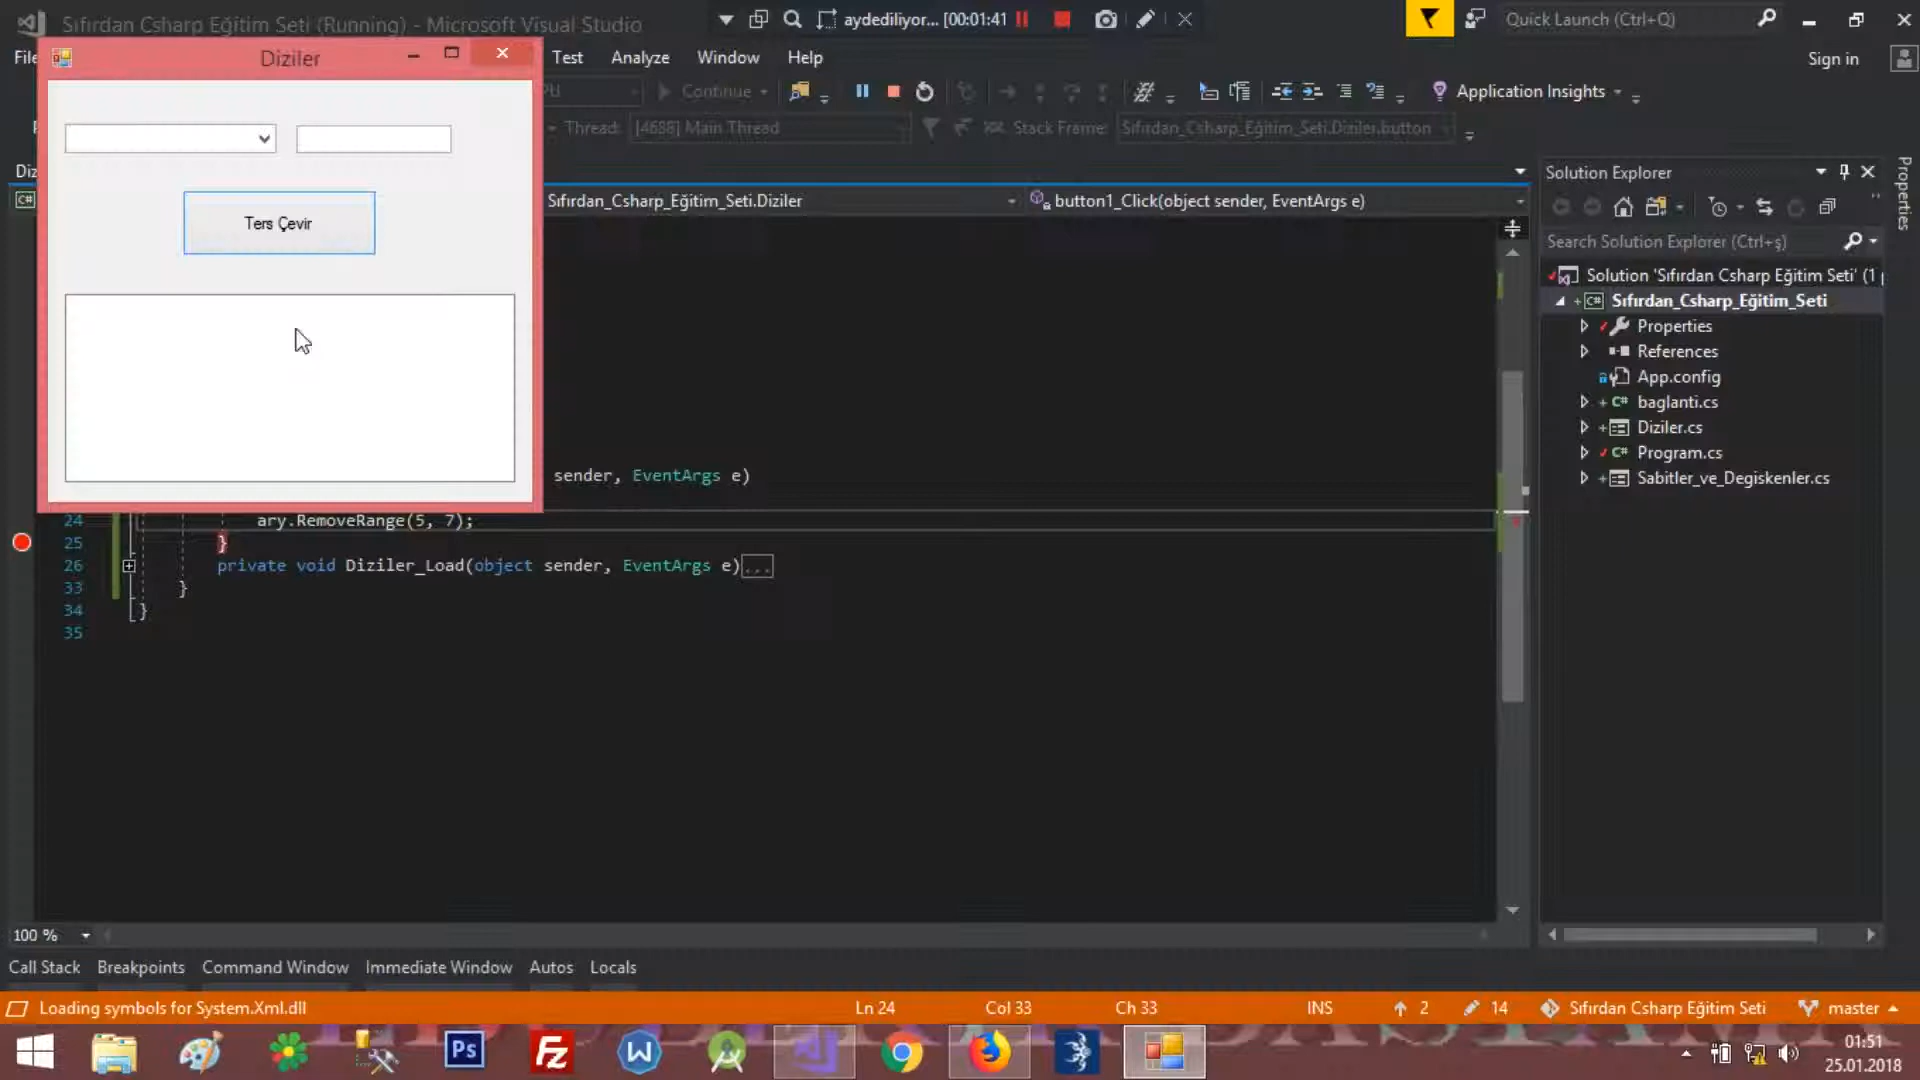 Sıfırdan Csharp Eğitim Seti (Running) - Microsoft Visual Studio
aydediliyor... [00:01:41
Quick Launch (Ctrl+Q)
Diziler
Test Analyze Window Help
Sign in
Continue
Application Insights
Thread: [4688] Main Thread
Stack Frame: Sıfırdan_Csharp_Eğitim_Seti.Diziler.button
Diz
Solution Explorer
Properties
Sıfırdan_Csharp_Eğitim_Seti.Diziler
button1_Click(object sender, EventArgs e)
Ters Çevir
Search Solution Explorer (Ctrl+ş)
Solution 'Sıfırdan Csharp Eğitim Seti' (1
Sıfırdan_Csharp_Eğitim_Seti
Properties
References
App.config
baglanti.cs
Diziler.cs
Program.cs
Sabitler_ve_Degiskenler.cs
sender, EventArgs e)
24 ary.RemoveRange(5, 7);
25 }
26 private void Diziler_Load(object sender, EventArgs e)...
33 }
34 }
35
100 %
Call Stack Breakpoints Command Window Immediate Window Autos Locals
Loading symbols for System.Xml.dll
Ln 24 Col 33 Ch 33 INS 2 14 Sıfırdan Csharp Eğitim Seti master
Ps
01:51
25.01.2018